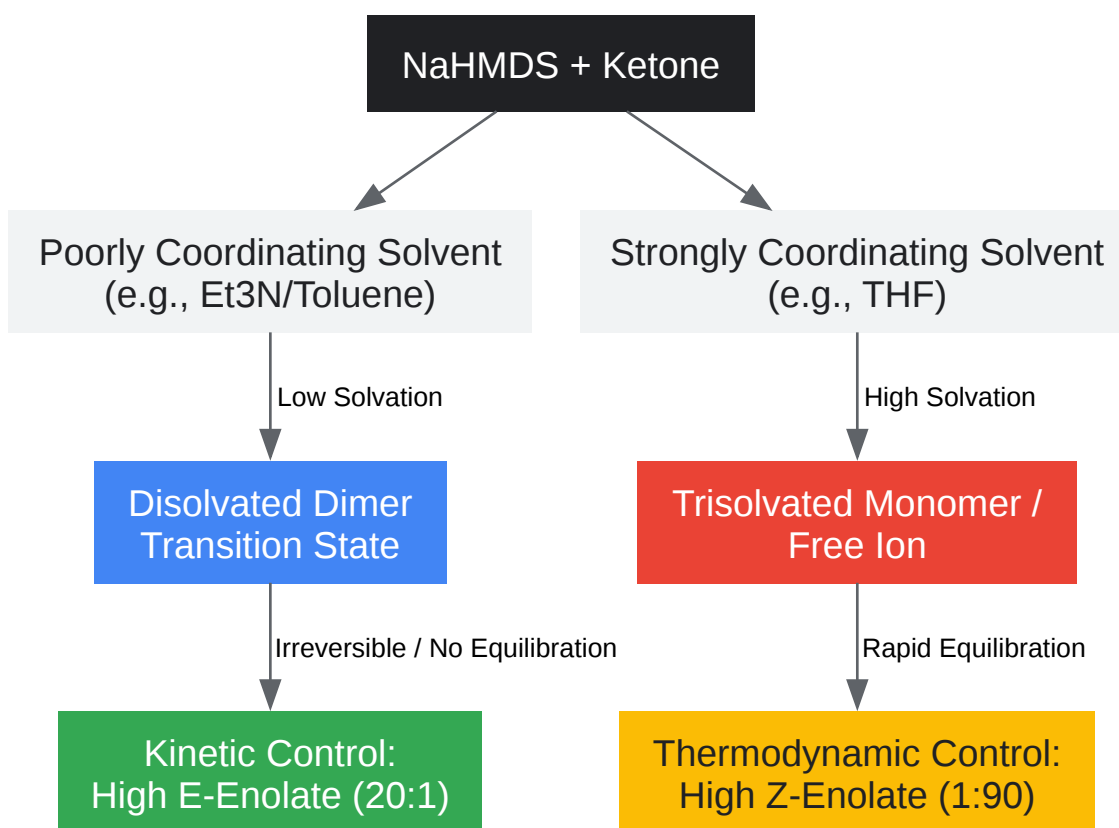 NaHMDS + Ketone
Poorly Coordinating Solvent
(e.g., Et3N/Toluene)
Strongly Coordinating Solvent
(e.g., THF)
Low Solvation
High Solvation
Disolvated Dimer
Transition State
Trisolvated Monomer /
Free Ion
Irreversible / No Equilibration
Rapid Equilibration
Kinetic Control:
High E-Enolate (20:1)
Thermodynamic Control:
High Z-Enolate (1:90)